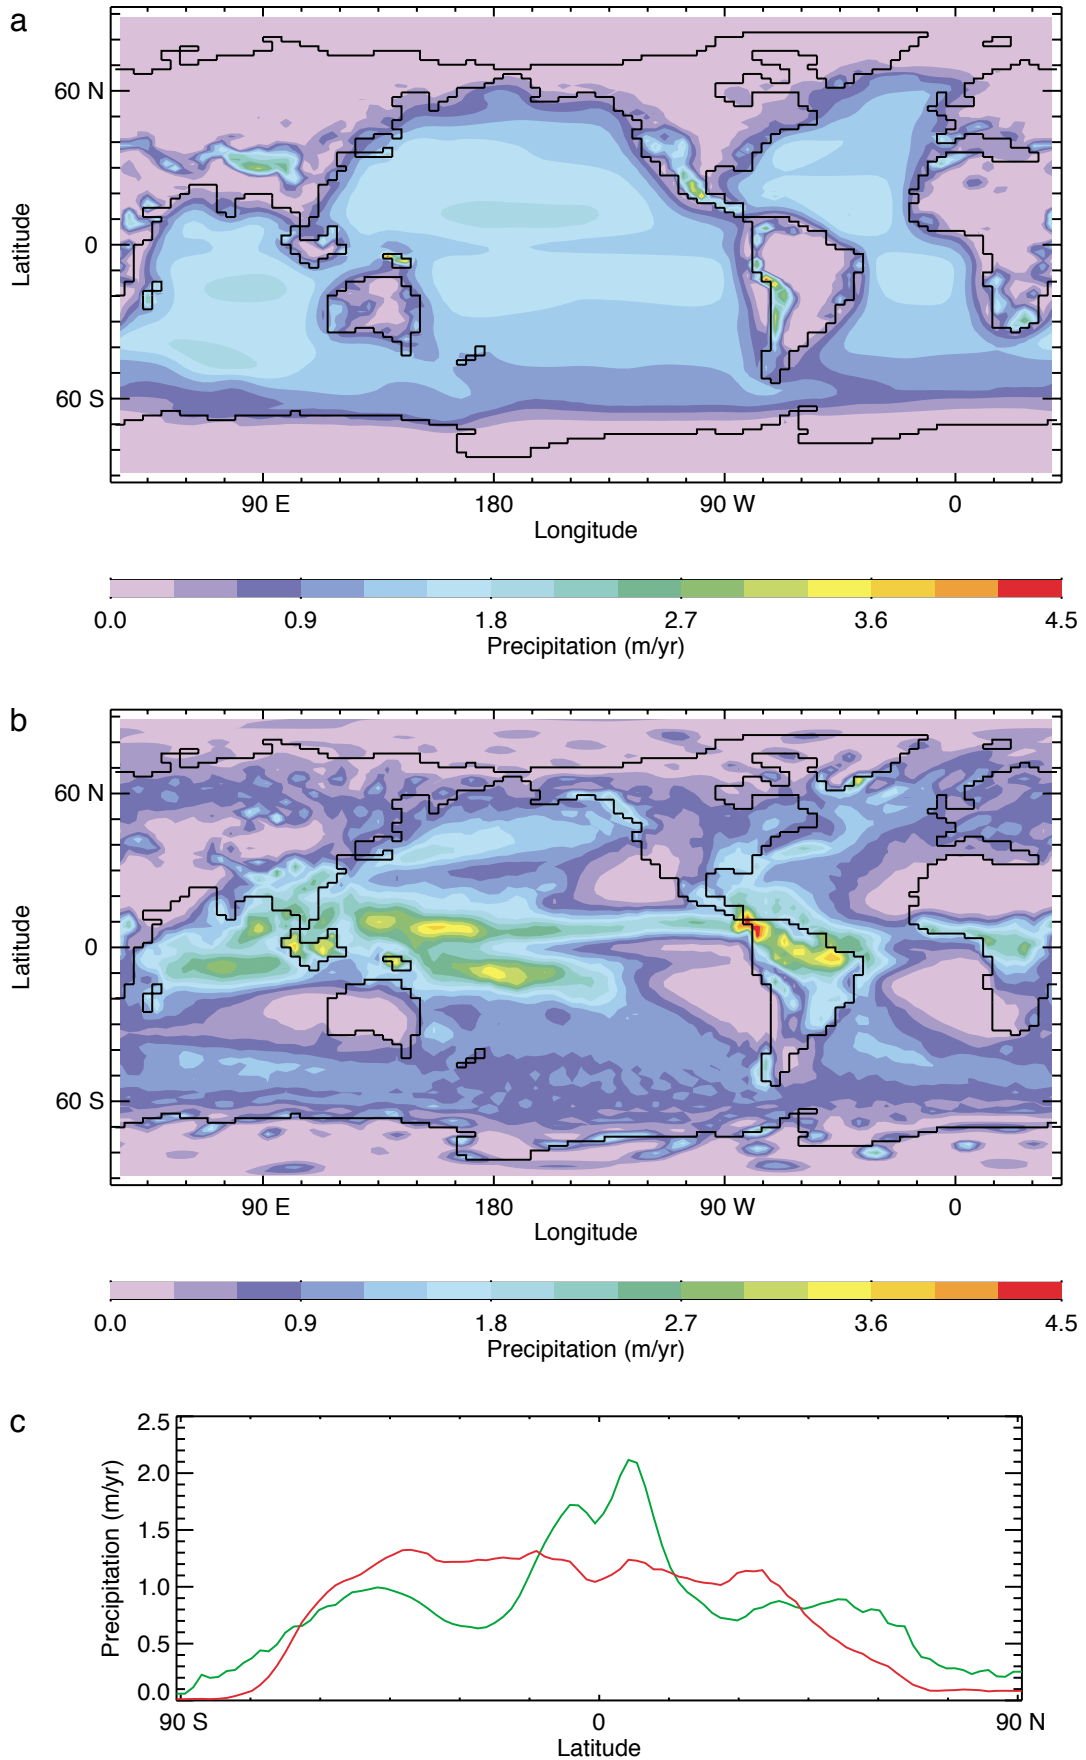 a
60 N
0
60 S
Latitude
90 E 180 90 W 0
Longitude
0.0 0.9 1.8 2.7 3.6 4.5
Precipitation (m/yr)
b
60 N
0
60 S
Latitude
90 E 180 90 W 0
Longitude
0.0 0.9 1.8 2.7 3.6 4.5
Precipitation (m/yr)
c
2.5
2.0
1.5
1.0
0.5
0.0
Precipitation (m/yr)
90 S 0 90 N
Latitude